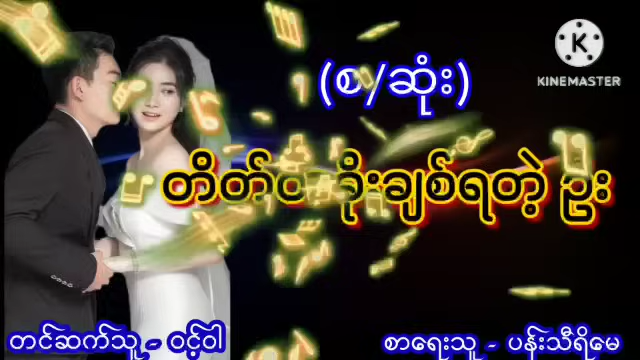 KINEMASTER
(စ/ဆုံး)
တိတ်တ ခိုးချစ်ရတဲ့ ဦး
တင်ဆက်သူ - ဝင့်ဝါ
စာရေးသူ - ပန်းသီရိမေ